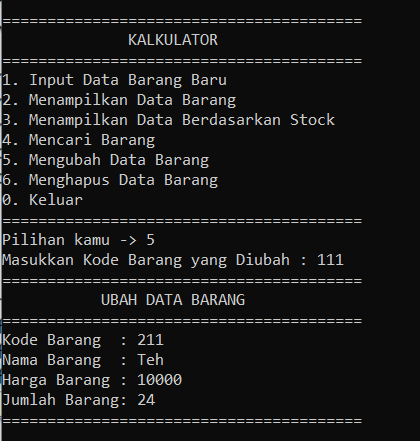 ========================================
KALKULATOR
========================================
1. Input Data Barang Baru
2. Menampilkan Data Barang
3. Menampilkan Data Berdasarkan Stock
4. Mencari Barang
5. Mengubah Data Barang
6. Menghapus Data Barang
0. Keluar
========================================
Pilihan kamu -> 5
Masukkan Kode Barang yang Diubah : 111
========================================
UBAH DATA BARANG
========================================
Kode Barang  : 211
Nama Barang  : Teh
Harga Barang : 10000
Jumlah Barang: 24
========================================